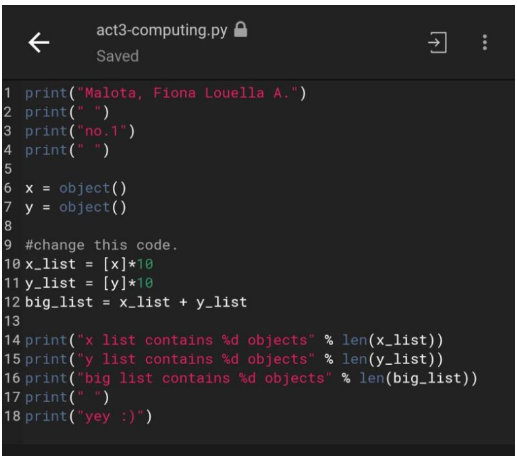 act3-computing.py
Saved
1 print("Malota, Fiona Louella A.")
2 print(" ")
3 print("no.1")
4 print(" ")
5
6 x = object()
7 y = object()
8
9 #change this code.
10 x_list = [x]*10
11 y_list = [y]*10
12 big_list = x_list + y_list
13
14 print("x list contains %d objects" % len(x_list))
15 print("y list contains %d objects" % len(y_list))
16 print("big list contains %d objects" % len(big_list))
17 print(" ")
18 print("yey :)")